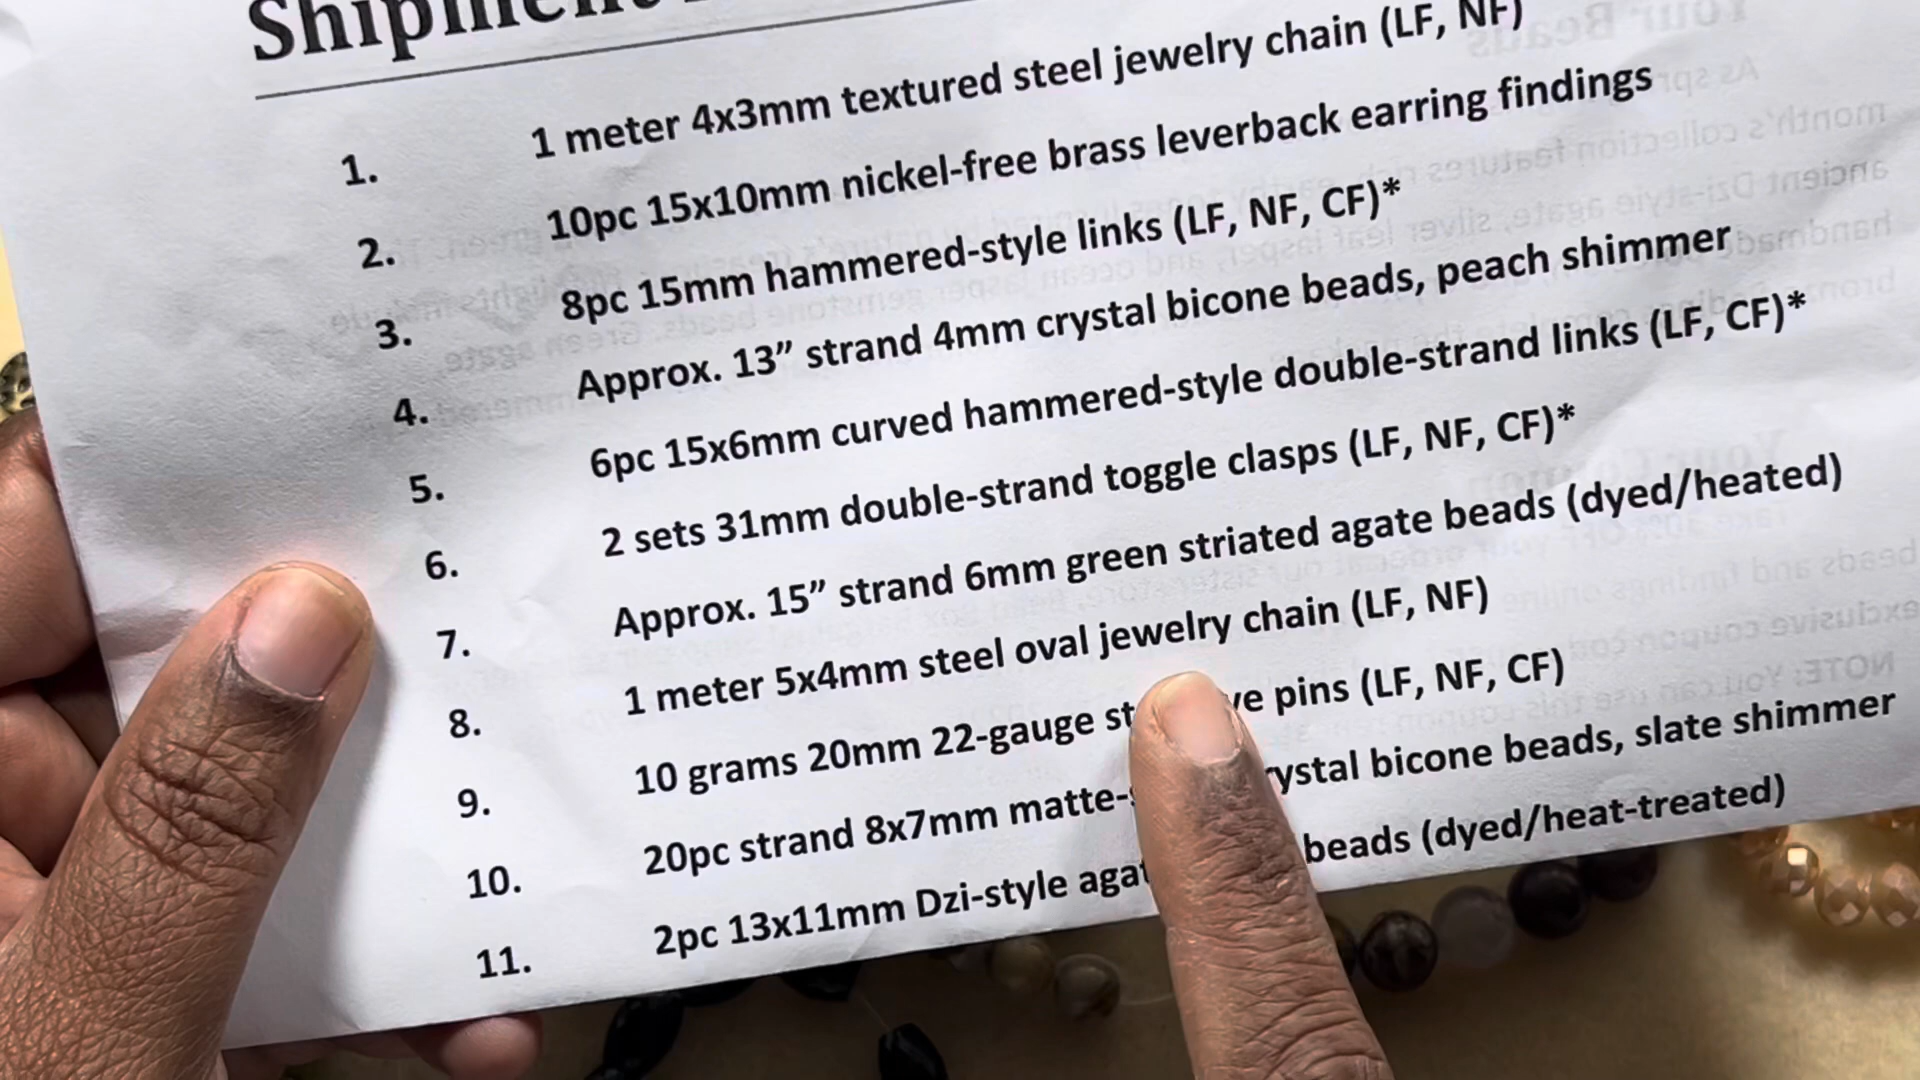 Shipment
1. 1 meter 4x3mm textured steel jewelry chain (LF, NF)
2. 10pc 15x10mm nickel-free brass leverback earring findings
3. 8pc 15mm hammered-style links (LF, NF, CF)*
4. Approx. 13” strand 4mm crystal bicone beads, peach shimmer
5. 6pc 15x6mm curved hammered-style double-strand links (LF, CF)*
6. 2 sets 31mm double-strand toggle clasps (LF, NF, CF)*
7. Approx. 15” strand 6mm green striated agate beads (dyed/heated)
8. 1 meter 5x4mm steel oval jewelry chain (LF, NF)
9. 10 grams 20mm 22-gauge pins (LF, NF, CF)
10. 20pc strand 8x7mm matte- bicone beads, slate shimmer
11. 2pc 13x11mm Dzi-style beads (dyed/heat-treated)